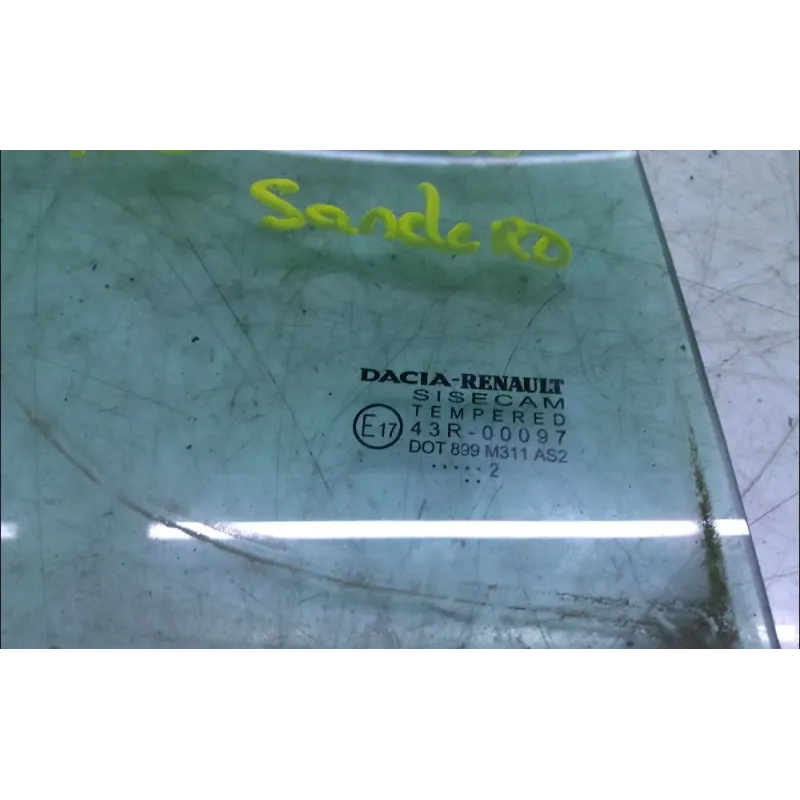 SandeRO
DACIA-RENAULT
SISECAM
TEMPERED
E17 43R-00097
DOT 899 M311 AS2
..... 2
..